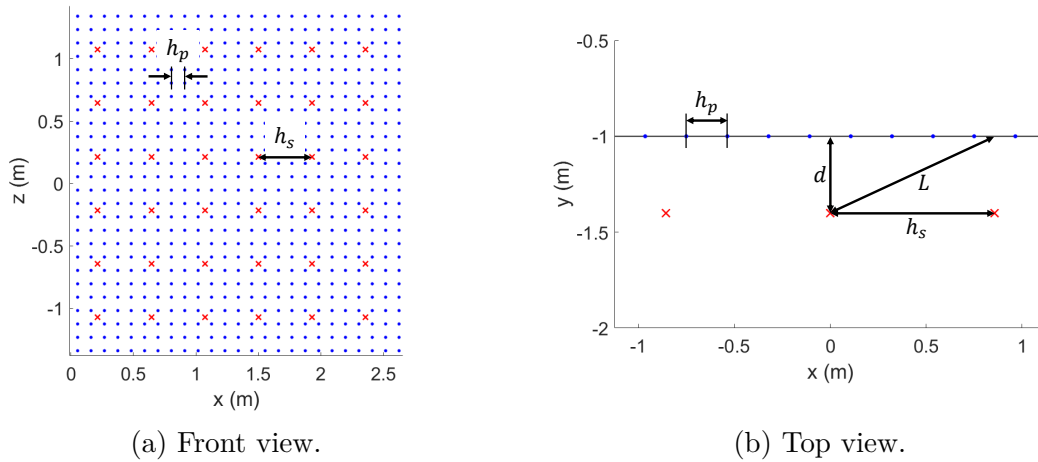 h_p
h_s
1
0.5
0
-0.5
-1
z (m)
0 0.5 1 1.5 2 2.5
x (m)
(a) Front view.
-0.5
-1
-1.5
-2
y (m)
h_p
d
L
h_s
-1 -0.5 0 0.5 1
x (m)
(b) Top view.